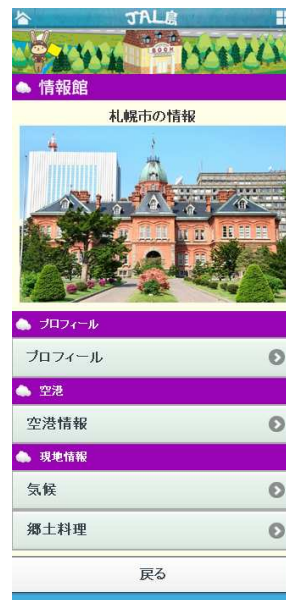 JAL島
BOOK
情報館
札幌市の情報
プロフィール
プロフィール
空港
空港情報
現地情報
気候
郷土料理
戻る